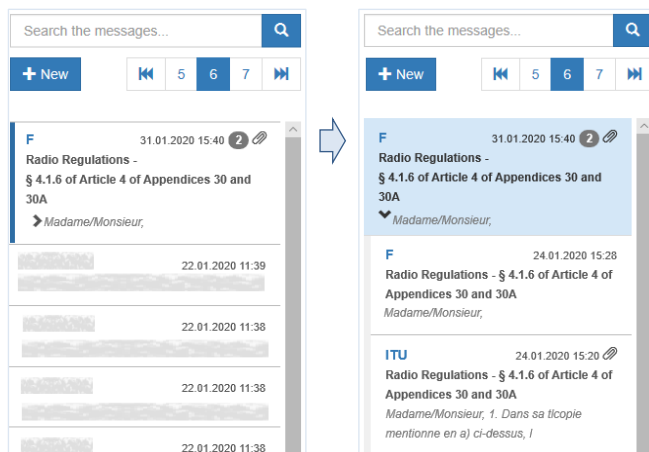 Search the messages...
New
5 6 7
F 31.01.2020 15:40 2
Radio Regulations -
§ 4.1.6 of Article 4 of Appendices 30 and
30A
Madame/Monsieur,
22.01.2020 11:39
22.01.2020 11:38
22.01.2020 11:38
22.01.2020 11:38
Search the messages...
New
5 6 7
F 31.01.2020 15:40 2
Radio Regulations -
§ 4.1.6 of Article 4 of Appendices 30 and
30A
Madame/Monsieur,
F 24.01.2020 15:28
Radio Regulations - § 4.1.6 of Article 4 of
Appendices 30 and 30A
Madame/Monsieur,
ITU 24.01.2020 15:20
Radio Regulations - § 4.1.6 of Article 4 of
Appendices 30 and 30A
Madame/Monsieur, 1. Dans sa tlcopie
mentionne en a) ci-dessus, l